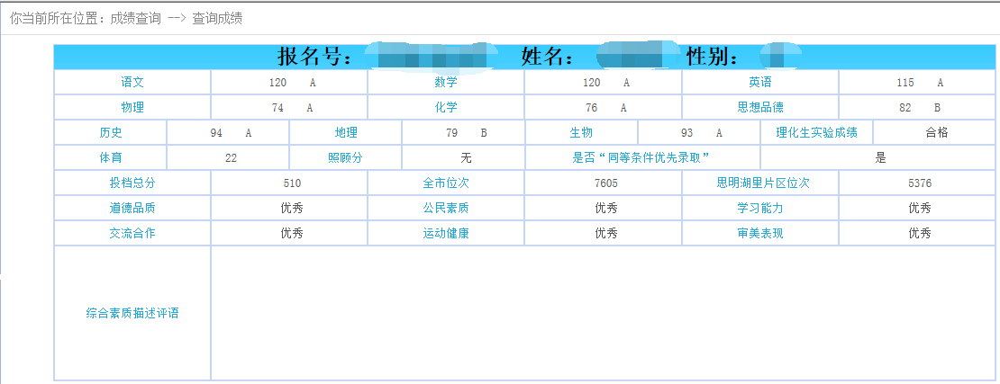 你当前所在位置：成绩查询 --> 查询成绩
报名号： 姓名： 性别：
语文 120 A 数学 120 A 英语 115 A
物理 74 A 化学 76 A 思想品德 82 B
历史 94 A 地理 79 B 生物 93 A 理化生实验成绩 合格
体育 22 照顾分 无 是否“同等条件优先录取” 是
投档总分 510 全市位次 7605 思明湖里片区位次 5376
道德品质 优秀 公民素质 优秀 学习能力 优秀
交流合作 优秀 运动健康 优秀 审美表现 优秀
综合素质描述评语